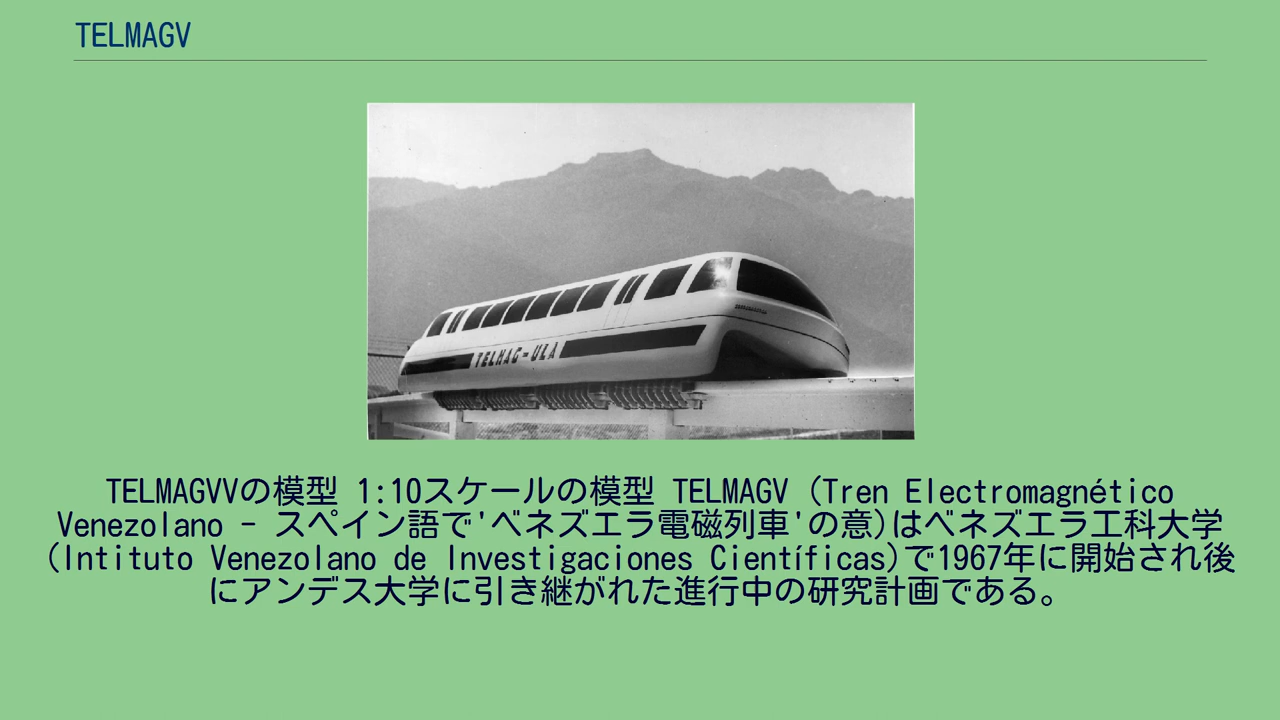 TELMAGV
TELMAG-ULA
TELMAGVVの模型 1:10スケールの模型 TELMAGV (Tren Electromagnético
Venezolano - スペイン語で'ベネズエラ電磁列車'の意)はベネズエラ工科大学
(Intituto Venezolano de Investigaciones Científicas)で1967年に開始され後
にアンデス大学に引き継がれた進行中の研究計画である。